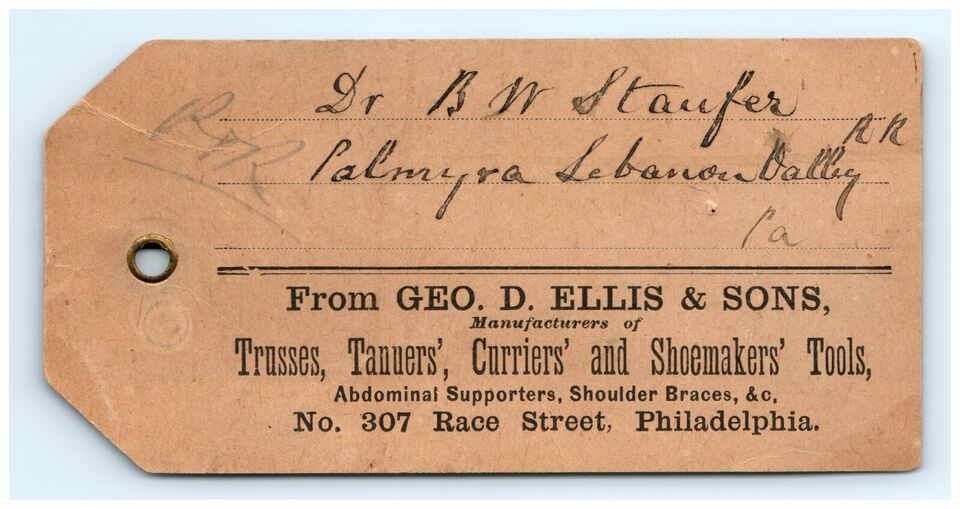 Dr B W Staufer
R R
Palmyra Lebanon Valley
Pa
R R
From GEO. D. ELLIS & SONS,
Manufacturers of
Trusses, Tanners', Curriers' and Shoemakers' Tools,
Abdominal Supporters, Shoulder Braces, &c,
No. 307 Race Street, Philadelphia.